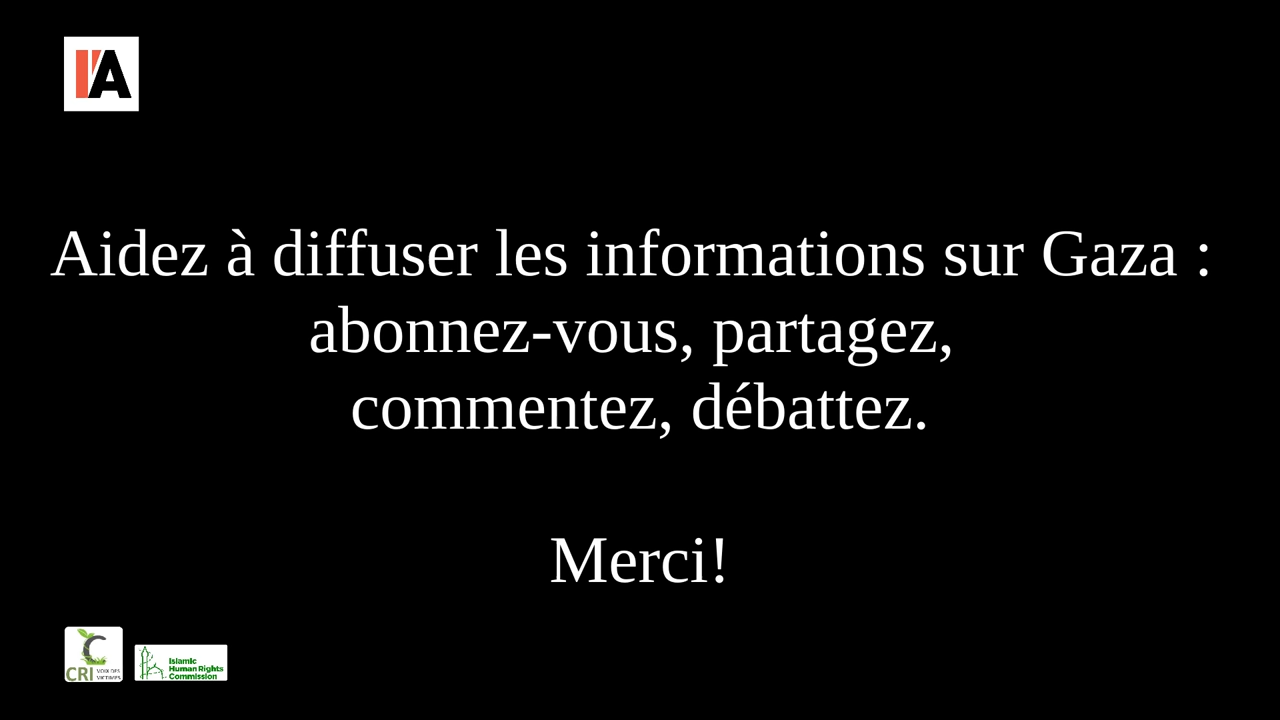 l'A
Aidez à diffuser les informations sur Gaza :
abonnez-vous, partagez,
commentez, débattez.
Merci!
C
CRI VOIX DES
VICTIMES
Islamic
Human Rights
Commission